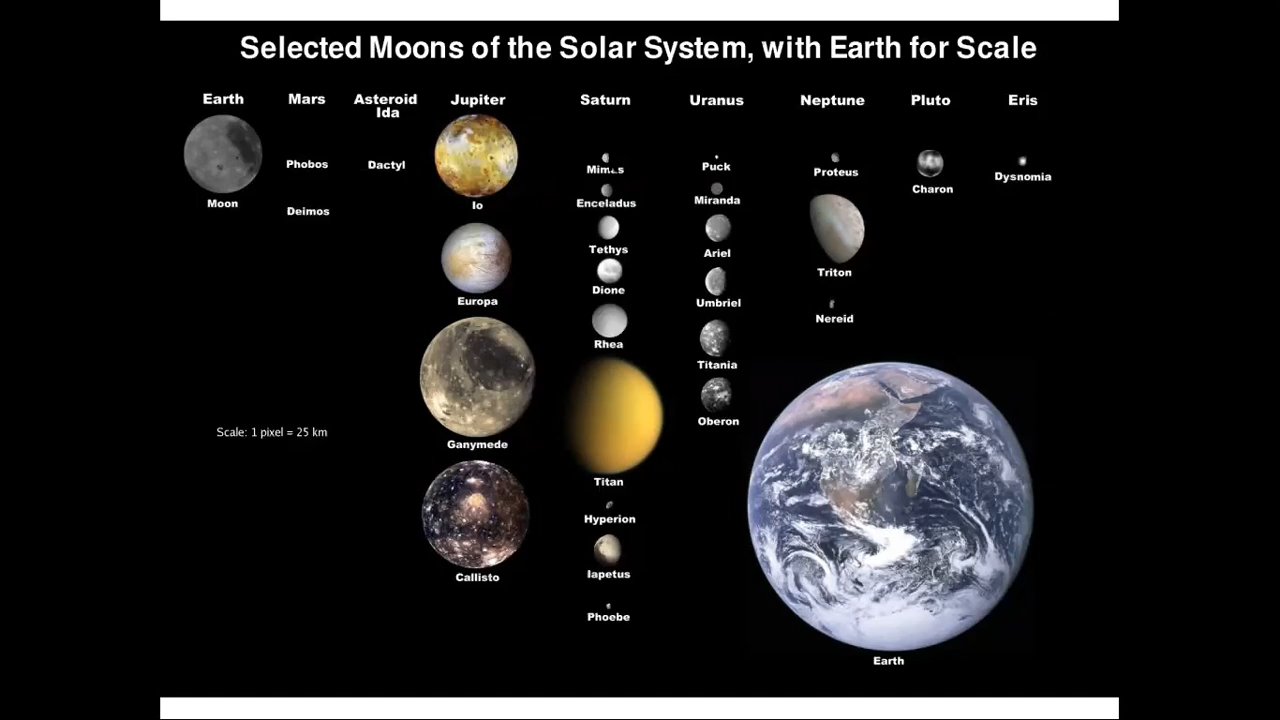 Selected Moons of the Solar System, with Earth for Scale
Earth
Mars
Asteroid
Ida
Jupiter
Saturn
Uranus
Neptune
Pluto
Eris
Moon
Phobos
Deimos
Dactyl
Io
Europa
Ganymede
Callisto
Mimas
Enceladus
Tethys
Dione
Rhea
Titan
Hyperion
Iapetus
Phoebe
Puck
Miranda
Ariel
Umbriel
Titania
Oberon
Proteus
Triton
Nereid
Charon
Dysnomia
Scale: 1 pixel = 25 km
Earth